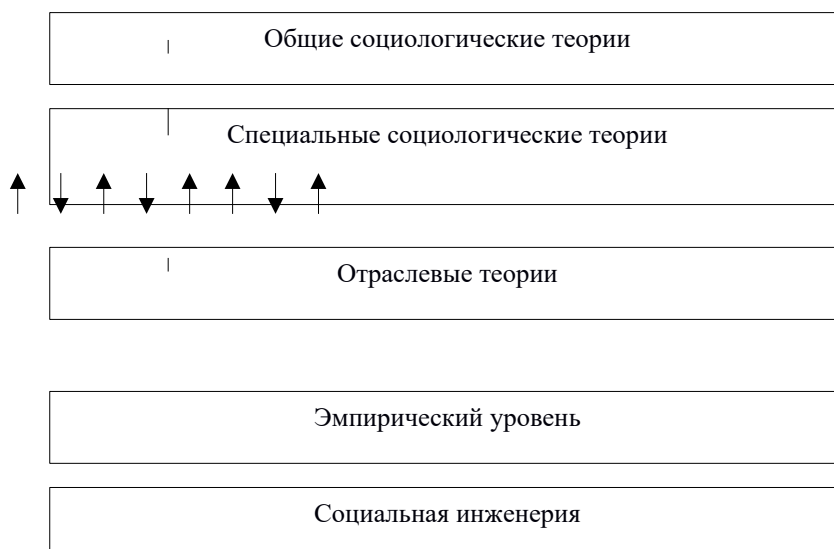 Общие социологические теории
Специальные социологические теории
Отраслевые теории
Эмпирический уровень
Социальная инженерия